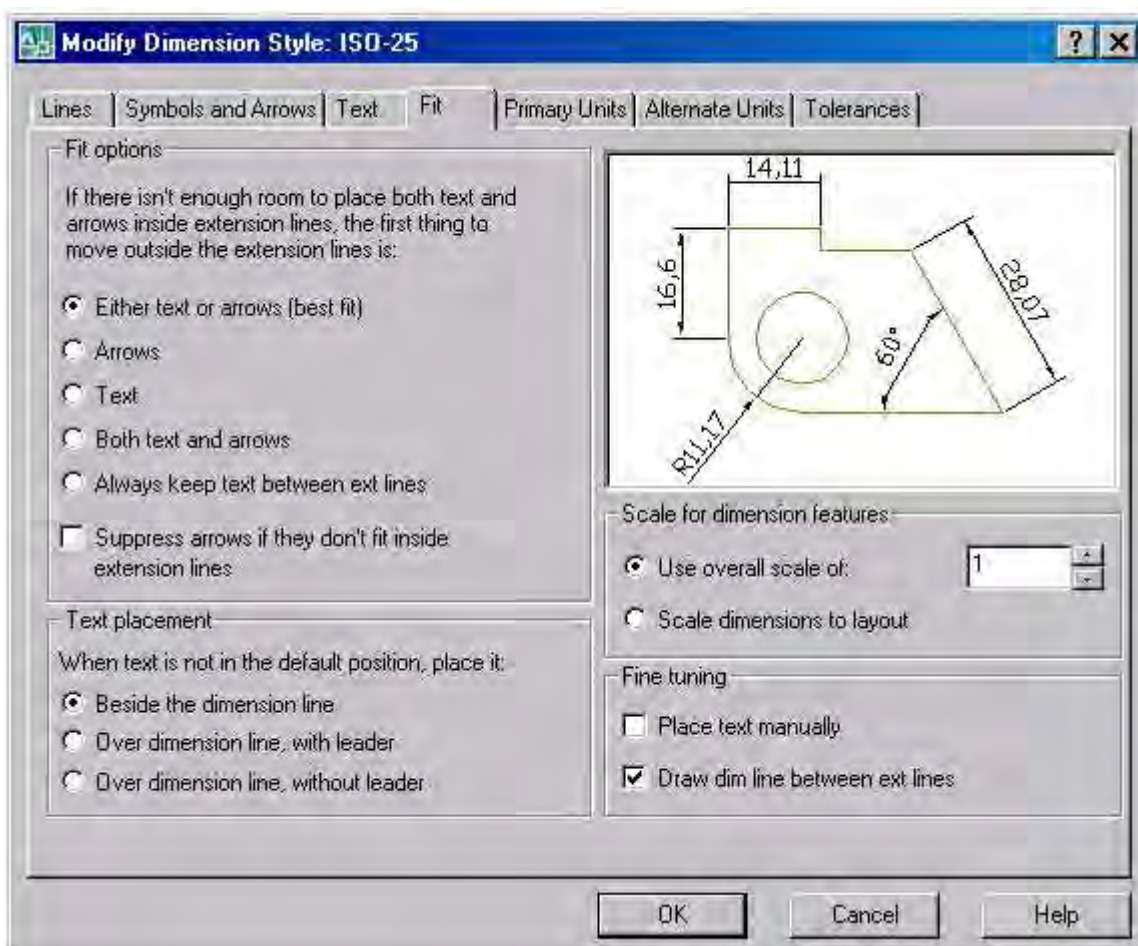 Modify Dimension Style: ISO-25
Lines Symbols and Arrows Text Fit Primary Units Alternate Units Tolerances
Fit options
If there isn't enough room to place both text and
arrows inside extension lines, the first thing to
move outside the extension lines is:
Either text or arrows (best fit)
Arrows
Text
Both text and arrows
Always keep text between ext lines
Suppress arrows if they don't fit inside
extension lines
Text placement
When text is not in the default position, place it:
Beside the dimension line
Over dimension line, with leader
Over dimension line, without leader
14,11
16,6
28,07
60°
R11,17
Scale for dimension features
Use overall scale of: 1
Scale dimensions to layout
Fine tuning
Place text manually
Draw dim line between ext lines
OK Cancel Help